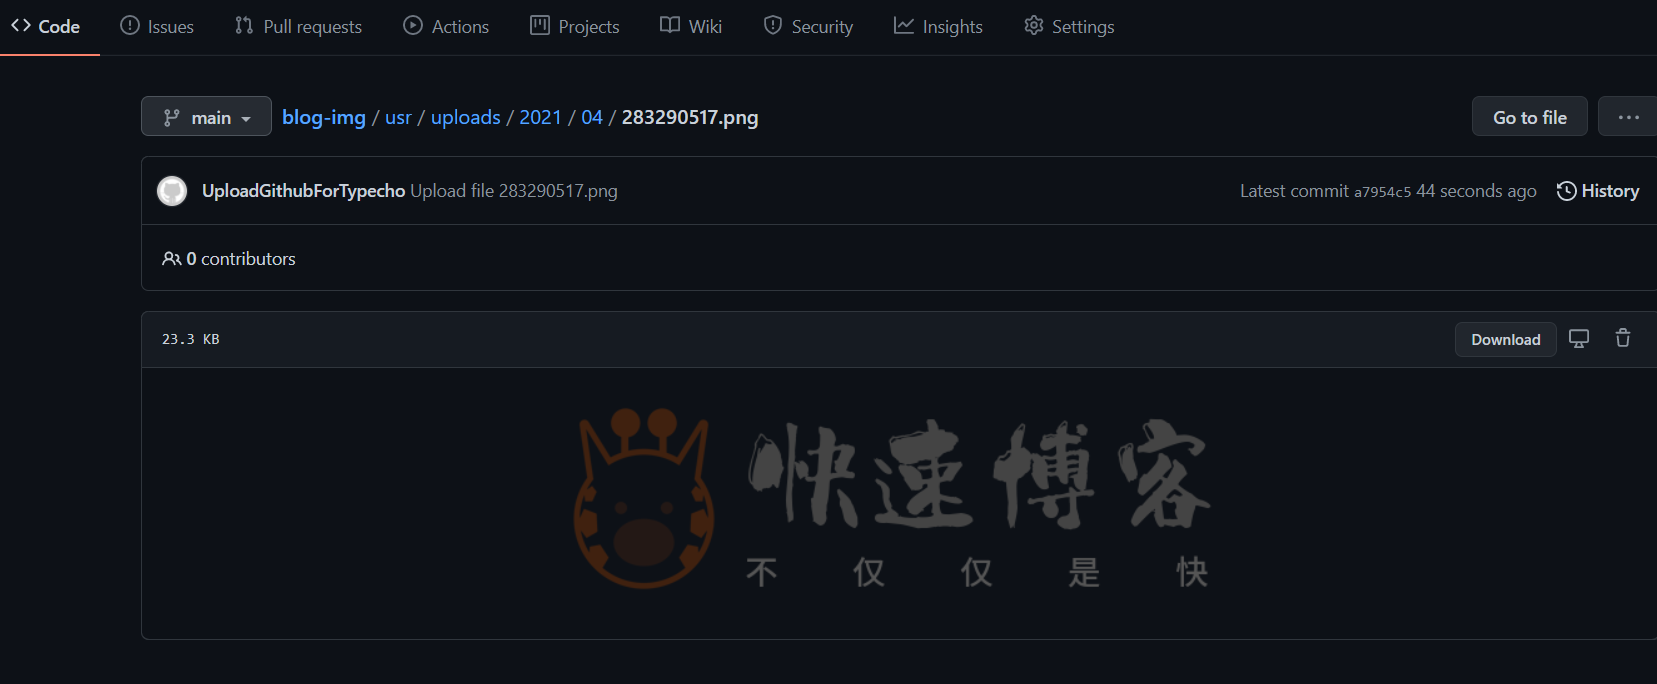 Code Issues Pull requests Actions Projects Wiki Security Insights Settings
main blog-img / usr / uploads / 2021 / 04 / 283290517.png Go to file ...
UploadGithubForTypecho Upload file 283290517.png Latest commit a7954c5 44 seconds ago History
0 contributors
23.3 KB Download
快速博客
不仅仅是快